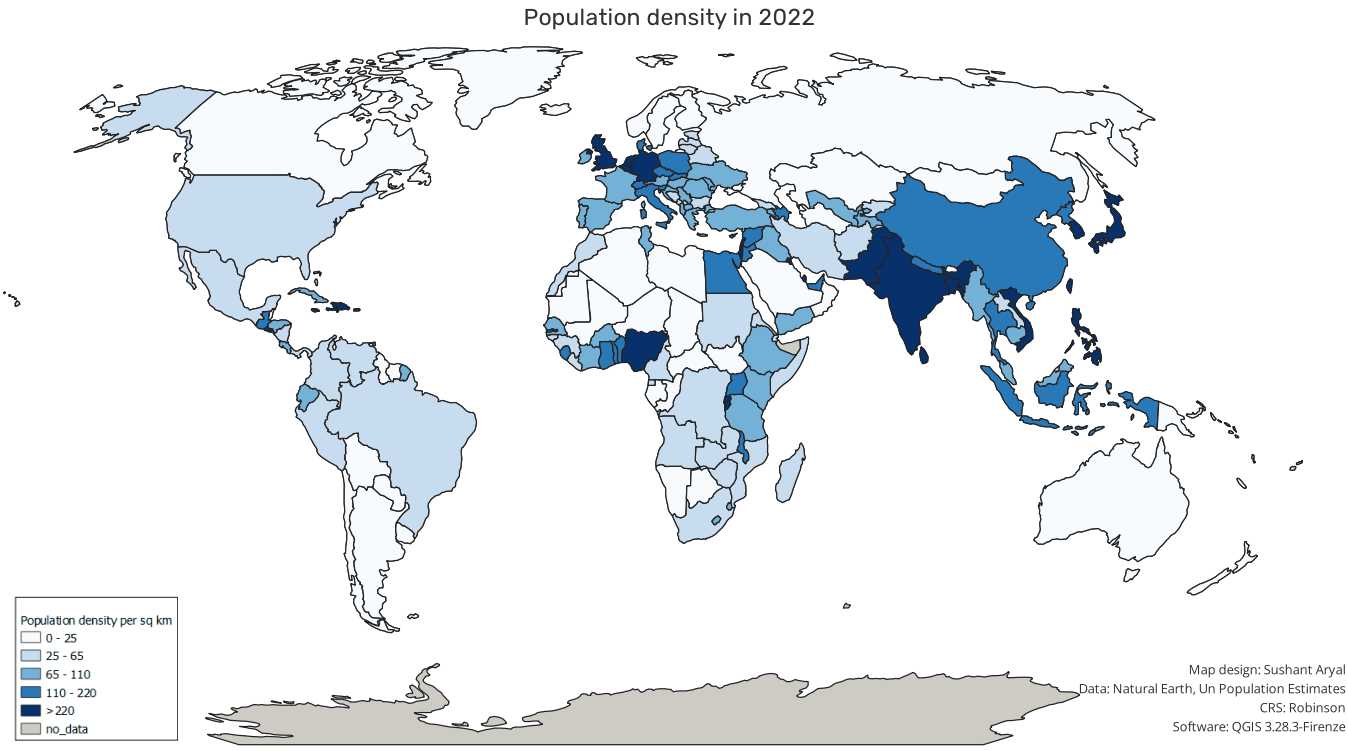 Population density in 2022
Population density per sq km
0 - 25
25 - 65
65 - 110
110 - 220
>220
no_data
Map design: Sushant Aryal
Data: Natural Earth, Un Population Estimates
CRS: Robinson
Software: QGIS 3.28.3-Firenze